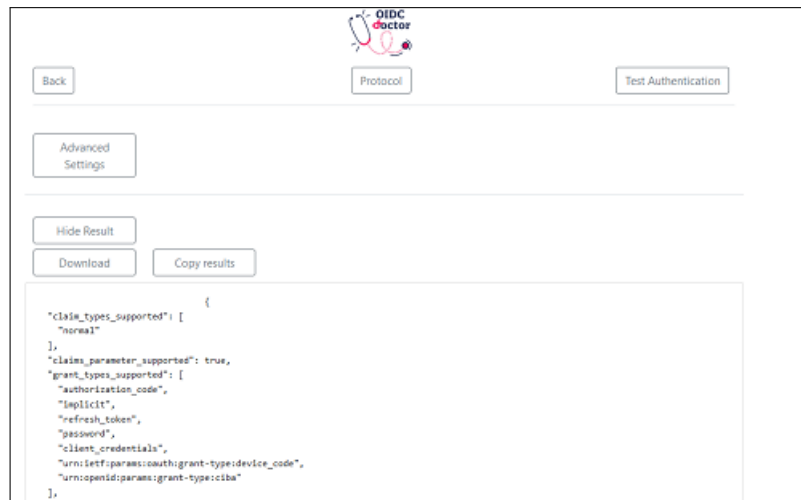 OIDC
doctor
Back
Protocol
Test Authentication
Advanced
Settings
Hide Result
Download
Copy results
{
"claim_types_supported": [
"normal"
],
"claims_parameter_supported": true,
"grant_types_supported": [
"authorization_code",
"implicit",
"refresh_token",
"password",
"client_credentials",
"urn:ietf:params:oauth:grant-type:device_code",
"urn:openid:params:grant-type:ciba"
],